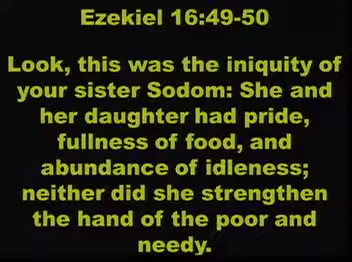 Ezekiel 16:49-50
Look, this was the iniquity of
your sister Sodom: She and
her daughter had pride,
fullness of food, and
abundance of idleness;
neither did she strengthen
the hand of the poor and
needy.